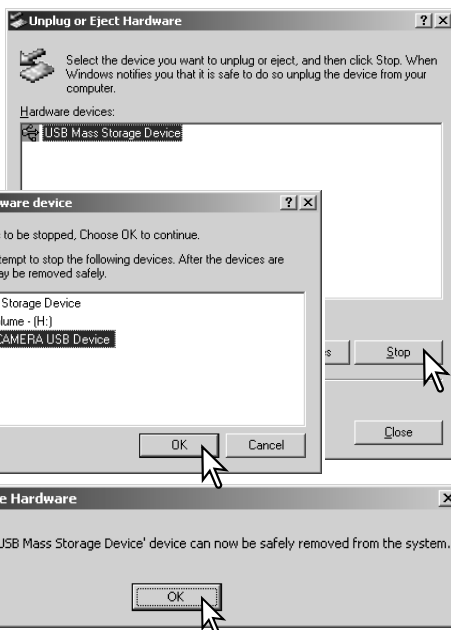 Unplug or Eject Hardware
Select the device you want to unplug or eject, and then click Stop. When
Windows notifies you that it is safe to do so unplug the device from your
computer.
Hardware devices:
USB Mass Storage Device
ware device
to be stopped, Choose OK to continue.
tempt to stop the following devices. After the devices are
ay be removed safely.
Storage Device
lume - (H:)
CAMERA USB Device
OK
Cancel
es
Stop
Close
e Hardware
USB Mass Storage Device' device can now be safely removed from the system.
OK